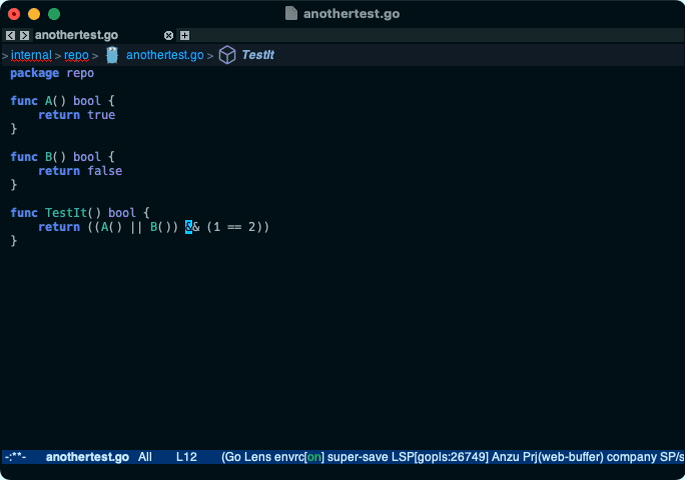 anothertest.go
anothertest.go
> internal > repo > anothertest.go > TestIt
package repo
func A() bool {
    return true
}
func B() bool {
    return false
}
func TestIt() bool {
    return ((A() || B()) && (1 == 2))
}
-:**- anothertest.go All L12 (Go Lens envrc[on] super-save LSP[gopls:26749] Anzu Prj(web-buffer) company SP/s